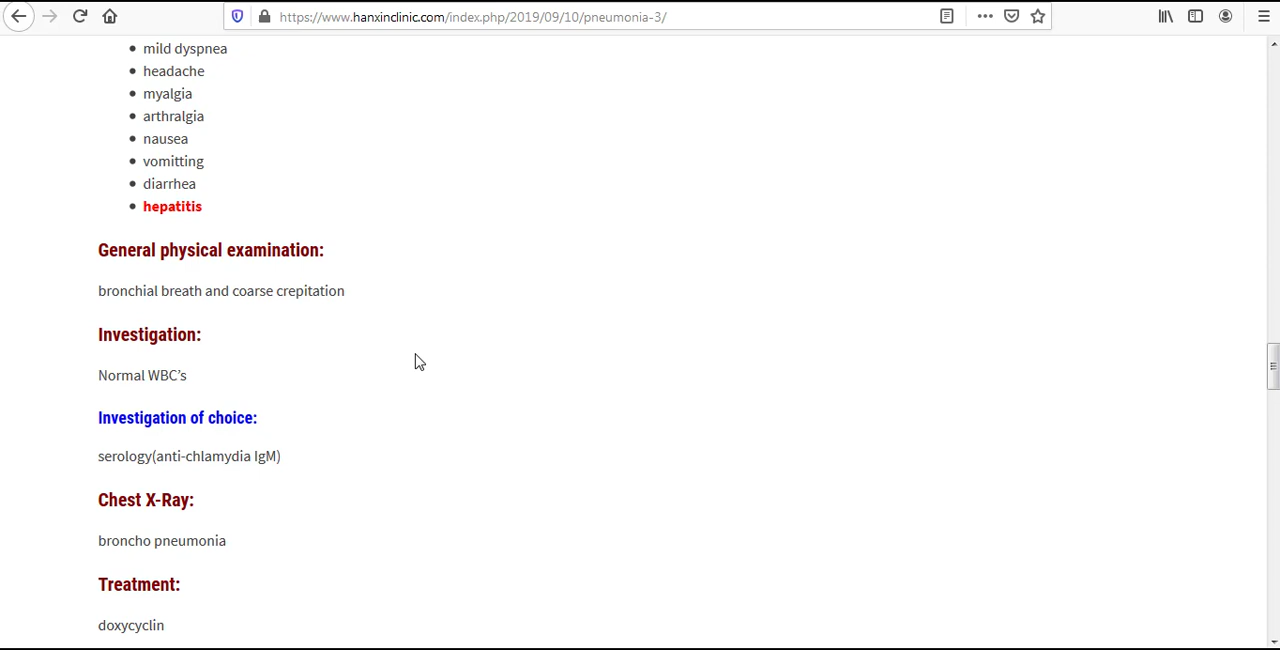 https://www.hanxinclinic.com/index.php/2019/09/10/pneumonia-3/
mild dyspnea
headache
myalgia
arthralgia
nausea
vomitting
diarrhea
hepatitis
General physical examination:
bronchial breath and coarse crepitation
Investigation:
Normal WBC’s
Investigation of choice:
serology(anti-chlamydia IgM)
Chest X-Ray:
broncho pneumonia
Treatment:
doxycyclin